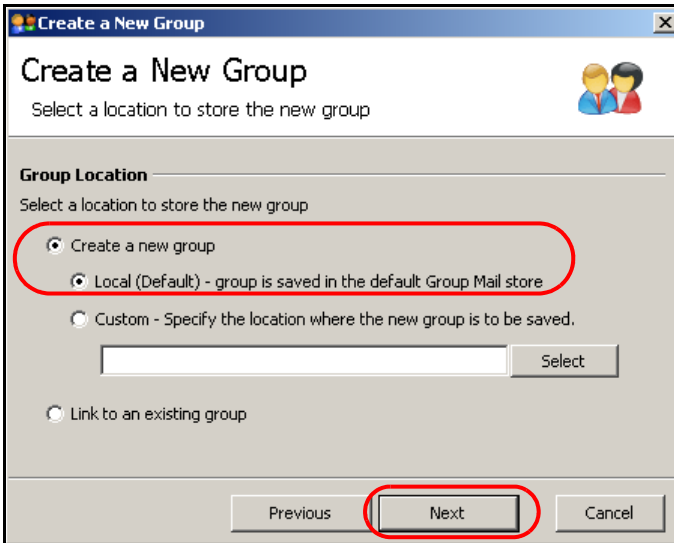 Create a New Group
Create a New Group
Select a location to store the new group
Group Location
Select a location to store the new group
Create a new group
Local (Default) - group is saved in the default Group Mail store
Custom - Specify the location where the new group is to be saved.
Select
Link to an existing group
Previous Next Cancel